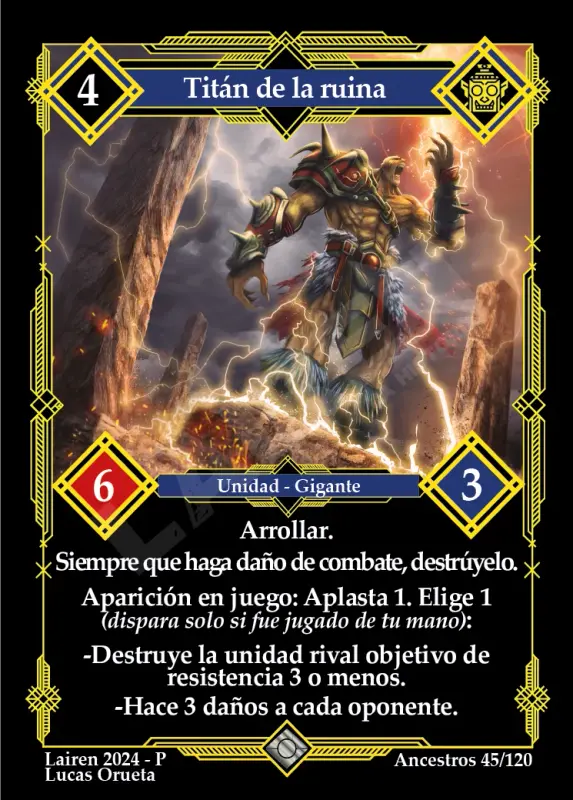 4
Titán de la ruina
6
Unidad - Gigante
3
Arrollar.
Siempre que haga daño de combate, destrúyelo.
Aparición en juego: Aplasta 1. Elige 1
(dispara solo si fue jugado de tu mano):
-Destruye la unidad rival objetivo de
resistencia 3 o menos.
-Hace 3 daños a cada oponente.
Lairen 2024 - P
Ancestros 45/120
Lucas Orueta